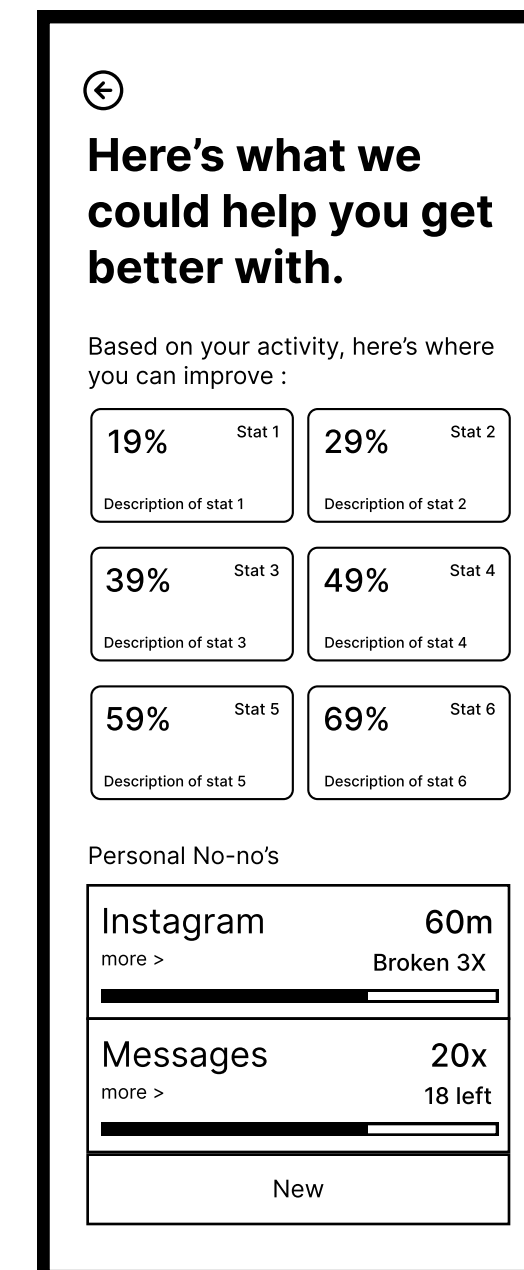 Here’s what we
could help you get
better with.
Based on your activity, here’s where
you can improve :
19% Stat 1
Description of stat 1
29% Stat 2
Description of stat 2
39% Stat 3
Description of stat 3
49% Stat 4
Description of stat 4
59% Stat 5
Description of stat 5
69% Stat 6
Description of stat 6
Personal No-no’s
Instagram 60m
more > Broken 3X
Messages 20x
more > 18 left
New